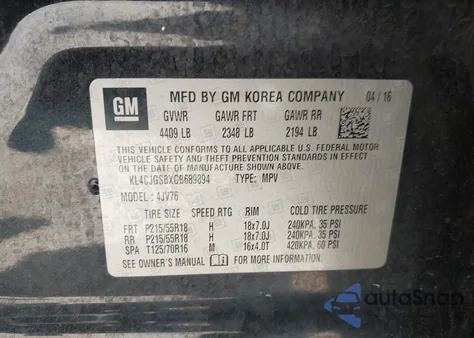 GM
MFD BY GM KOREA COMPANY 04 / 16
GVWR GAWR FRT GAWR RR
4409 LB 2348 LB 2194 LB
THIS VEHICLE CONFORMS TO ALL APPLICABLE U.S.
FEDERAL MOTOR VEHICLE SAFETY, BUMPER, AND
THEFT PREVENTION STANDARDS IN EFFECT ON THE
DATE OF MANUFACTURE SHOWN ABOVE.
KL4CJGSBXGB689894 TYPE: MPV
MODEL : 4JV76
TIRE SIZE SPEED RTG RIM COLD TIRE PRESSURE
FRT P215/55R18 H 18x7.0J 240KPA, 35 PSI
RR P215/55R18 H 18x7.0J 240KPA, 35 PSI
SPA T125/70R16 M 16x4.0T 420KPA, 60 PSI
SEE OWNER'S MANUAL FOR MORE INFORMATION
autoSnap